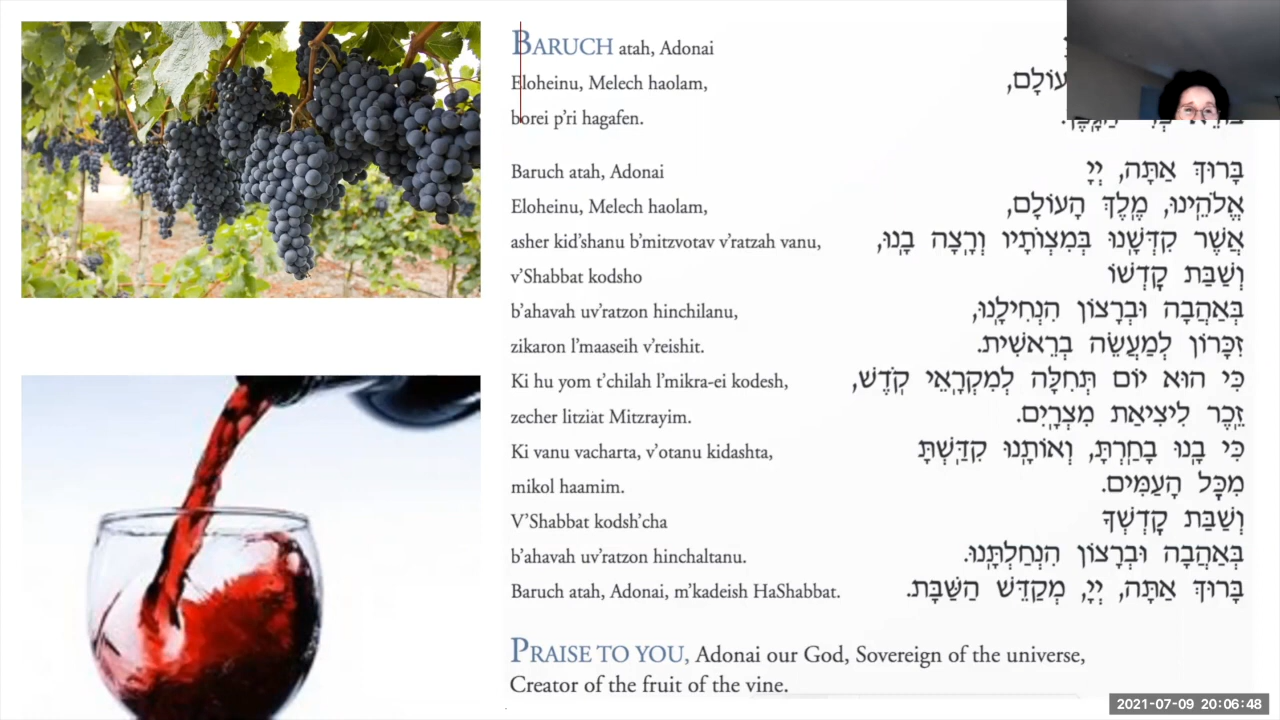 BARUCH atah, Adonai
Eloheinu, Melech haolam,
borei p'ri hagafen.
Baruch atah, Adonai
Eloheinu, Melech haolam,
asher kid'shanu b'mitzvotav v'ratzah vanu,
v'Shabbat kodsho
b'ahavah uv'ratzon hinchilanu,
zikaron l'maaseih v'reishit.
Ki hu yom t'chilah l'mikra-ei kodesh,
zecher litziat Mitzrayim.
Ki vanu vacharta, v'otanu kidashta,
mikol haamim.
V'Shabbat kodsh'cha
b'ahavah uv'ratzon hinchaltanu.
Baruch atah, Adonai, m'kadeish HaShabbat.
בָּרוּךְ אַתָּה, יְיָ
אֱלֹהֵֽינוּ, מֶֽלֶךְ הָעוֹלָם,
אֲשֶׁר קִדְּשָֽׁנוּ בְּמִצְוֹתָיו וְרָֽצָה בָֽנוּ,
וְשַׁבַּת קָדְשׁוֹ
בְּאַהֲבָה וּבְרָצוֹן הִנְחִילָֽנוּ,
זִכָּרוֹן לְמַעֲשֵׂה בְרֵאשִׁית.
כִּי הוּא יוֹם תְּחִלָּה לְמִקְרָֽאֵי קֹֽדֶשׁ,
זֵֽכֶר לִיצִיאַת מִצְרָֽיִם.
כִּי בָֽנוּ בָחַֽרְתָּ, וְאוֹתָֽנוּ קִדַּֽשְׁתָּ
מִכׇּל הָעַמִּים.
וְשַׁבַּת קָדְשְׁךָ
בְּאַהֲבָה וּבְרָצוֹן הִנְחַלְתָּֽנוּ.
בָּרוּךְ אַתָּה, יְיָ, מְקַדֵּשׁ הַשַּׁבָּת.
PRAISE TO YOU, Adonai our God, Sovereign of the universe,
Creator of the fruit of the vine.
2021-07-09 20:06:48